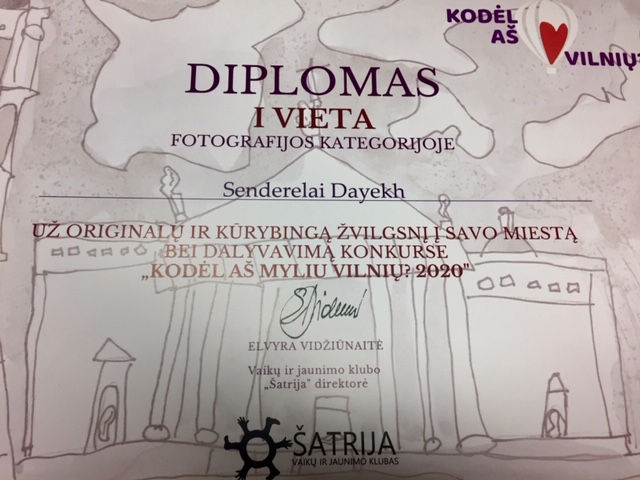 KODĖL
AŠ
VILNIŲ?
DIPLOMAS
I VIETA
FOTOGRAFIJOS KATEGORIJOJE
Senderelai Dayekh
UŽ ORIGINALŲ IR KŪRYBINGĄ ŽVILGSNĮ Į SAVO MIESTĄ
BEI DALYVAVIMĄ KONKURSE
„KODĖL AŠ MYLIU VILNIŲ? 2020"
ELVYRA VIDŽIŪNAITĖ
Vaikų ir jaunimo klubo
„Šatrija" direktorė
ŠATRIJA
VAIKŲ IR JAUNIMO KLUBAS